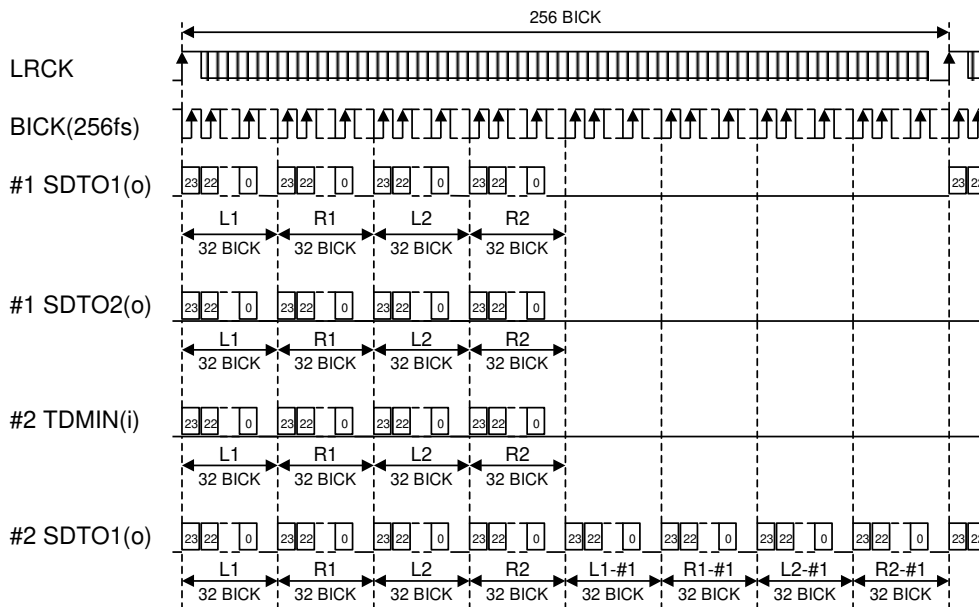 256 BICK
LRCK
BICK(256fs)
#1 SDTO1(o) 23 22 0 23 22 0 23 22 0 23 22 0 23 22
L1 R1 L2 R2
32 BICK 32 BICK 32 BICK 32 BICK
#1 SDTO2(o) 23 22 0 23 22 0 23 22 0 23 22 0
L1 R1 L2 R2
32 BICK 32 BICK 32 BICK 32 BICK
#2 TDMIN(i) 23 22 0 23 22 0 23 22 0 23 22 0
L1 R1 L2 R2
32 BICK 32 BICK 32 BICK 32 BICK
#2 SDTO1(o) 23 22 0 23 22 0 23 22 0 23 22 0 23 22 0 23 22 0 23 22 0 23 22 0 23 22
L1 R1 L2 R2 L1-#1 R1-#1 L2-#1 R2-#1
32 BICK 32 BICK 32 BICK 32 BICK 32 BICK 32 BICK 32 BICK 32 BICK